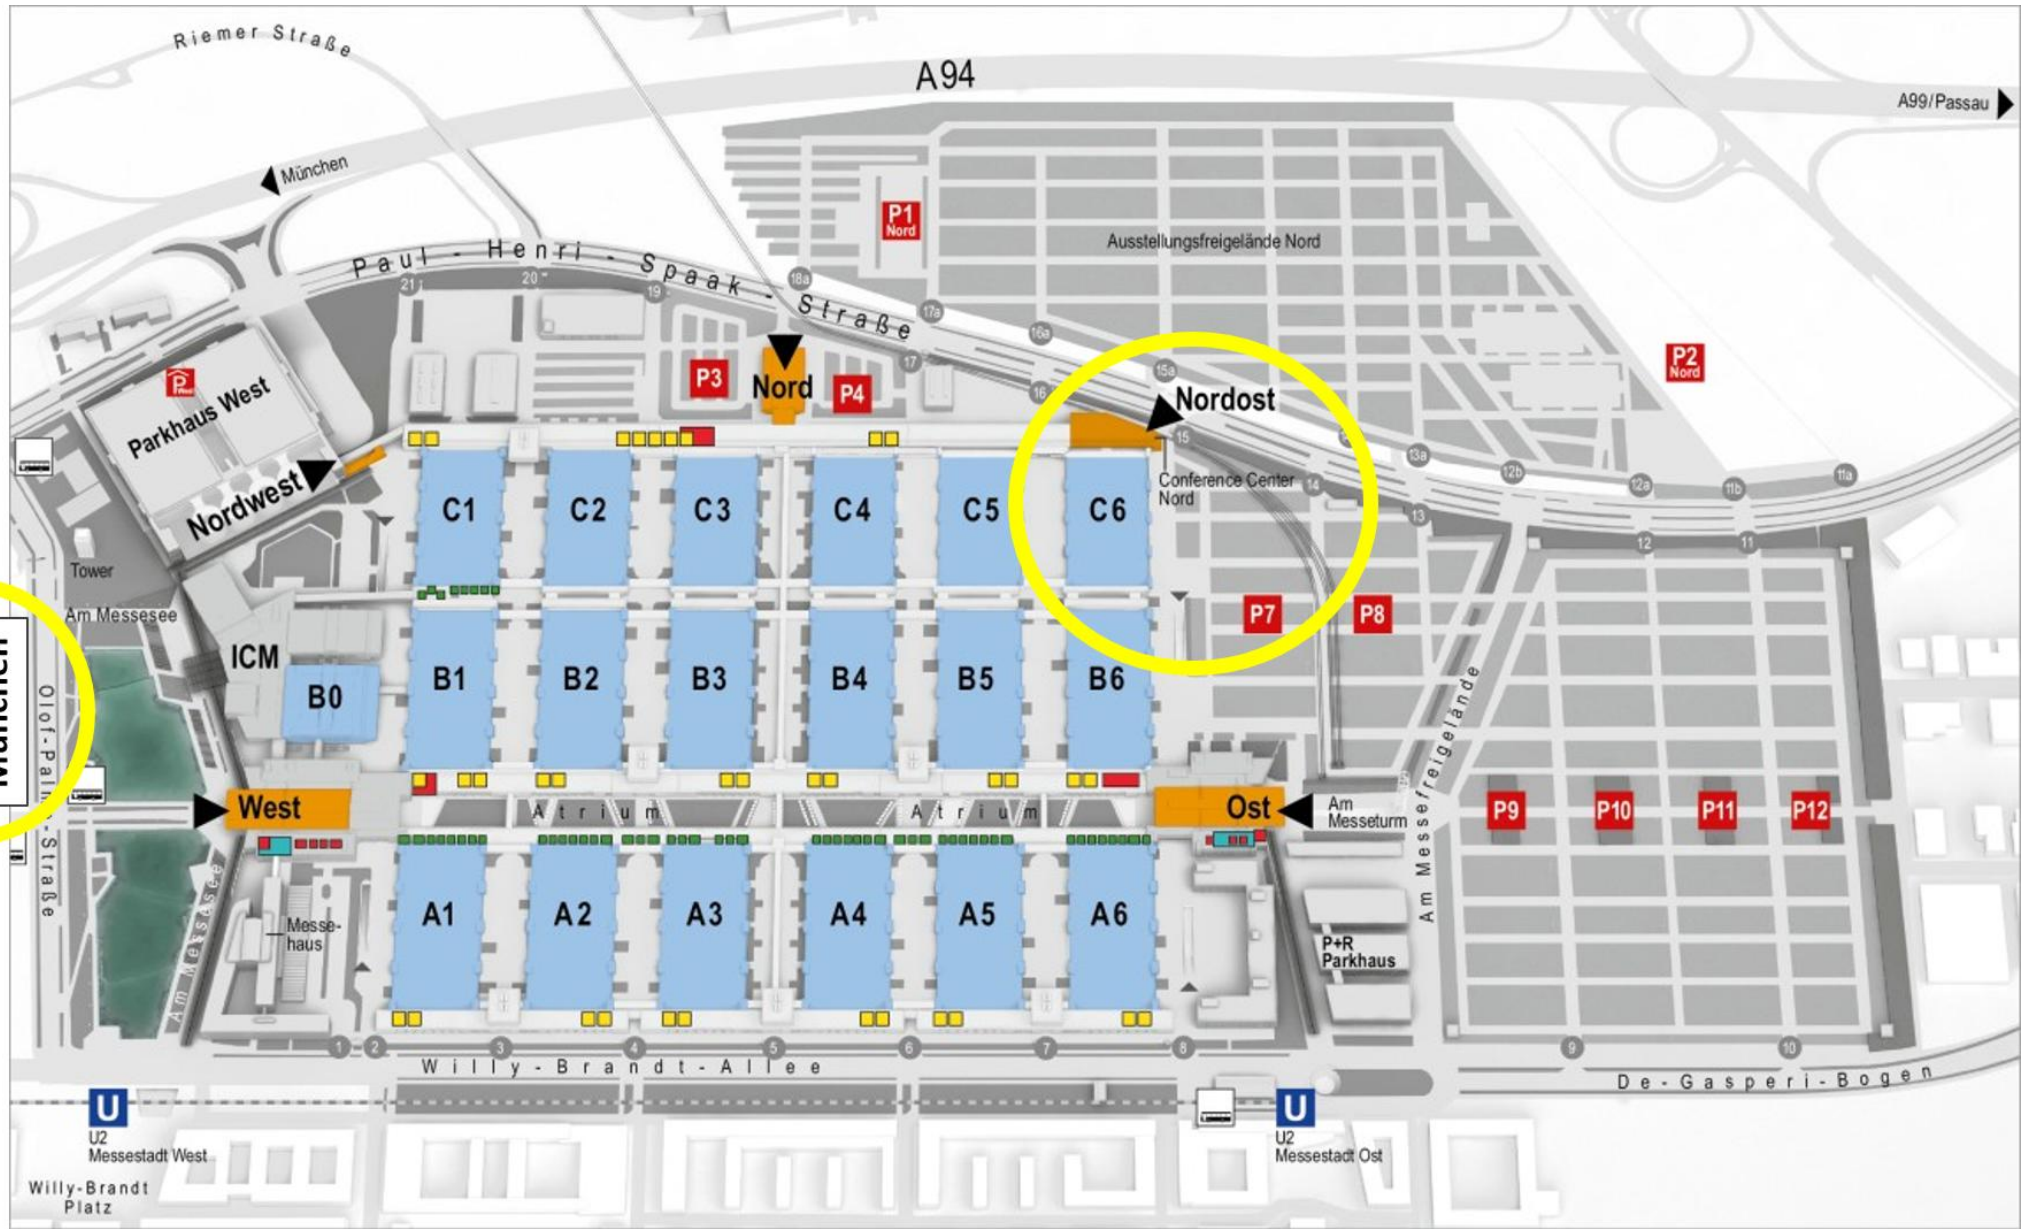 Riemer Straße
A94
A99/Passau
München
P1
Nord
Ausstellungsfreigelände Nord
Paul - Henri - Spaak - Straße
21
20
19
18a
17a
16a
15a
17
16
P2
Nord
Parkhaus West
P3
Nord
P4
Nordost
15
14
13a
13
12b
12a
11b
11a
12
11
Nordwest
Conference Center
Nord
C1
C2
C3
C4
C5
C6
Tower
Am Messesee
P7
P8
ICM
B0
B1
B2
B3
B4
B5
B6
München
Olof-Palme-Straße
West
Atrium
Atrium
Ost
Am
Messeturm
Am Messefreigelände
P9
P10
P11
P12
A1
A2
A3
A4
A5
A6
Messe-
haus
Am Messesee
P+R
Parkhaus
1
2
3
4
5
6
7
8
9
10
Willy-Brandt-Allee
De-Gasperi-Bogen
U
U2
Messestadt West
U
U2
Messestadt Ost
Willy-Brandt
Platz